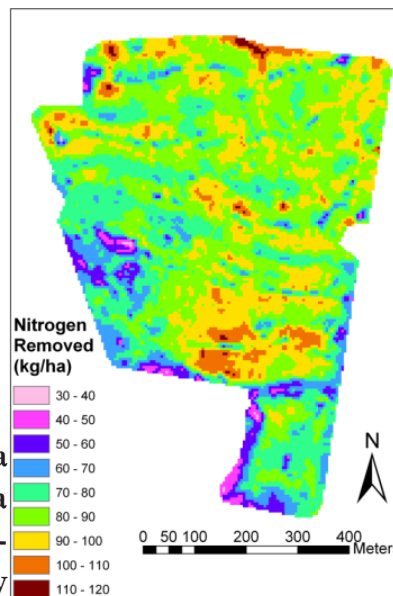 Nitrogen
Removed
(kg/ha)
30 - 40
40 - 50
50 - 60
60 - 70
70 - 80
80 - 90
90 - 100
100 - 110
110 - 120
N
0 50 100 200 300 400
Meter
a
a
-
y